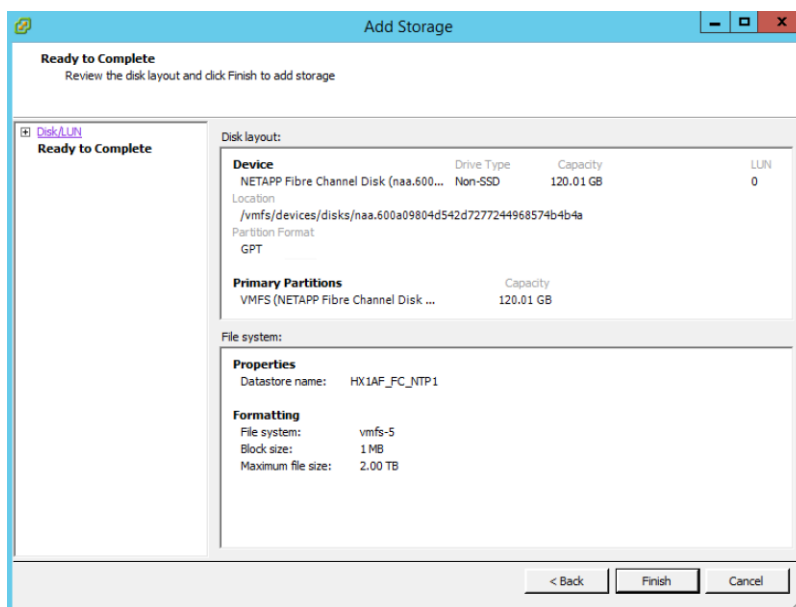 Add Storage
Ready to Complete
Review the disk layout and click Finish to add storage
Disk/LUN
Ready to Complete
Disk layout:
Device Drive Type Capacity LUN
NETAPP Fibre Channel Disk (naa.600... Non-SSD 120.01 GB 0
Location
/vmfs/devices/disks/naa.600a09804d542d7277244968574b4b4a
Partition Format
GPT
Primary Partitions Capacity
VMFS (NETAPP Fibre Channel Disk ... 120.01 GB
File system:
Properties
Datastore name: HX1AF_FC_NTP1
Formatting
File system: vmfs-5
Block size: 1 MB
Maximum file size: 2.00 TB
< Back Finish Cancel